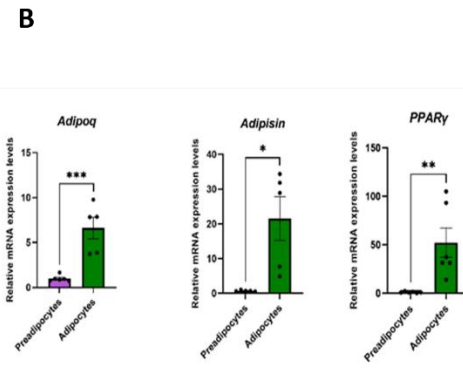 B
Adipoq
Relative mRNA expression levels
15
10
5
0
***
Preadipocytes
Adipocytes
Adipisin
Relative mRNA expression levels
40
30
20
10
0
*
Preadipocytes
Adipocytes
PPARγ
Relative mRNA expression levels
150
100
50
0
**
Preadipocytes
Adipocytes